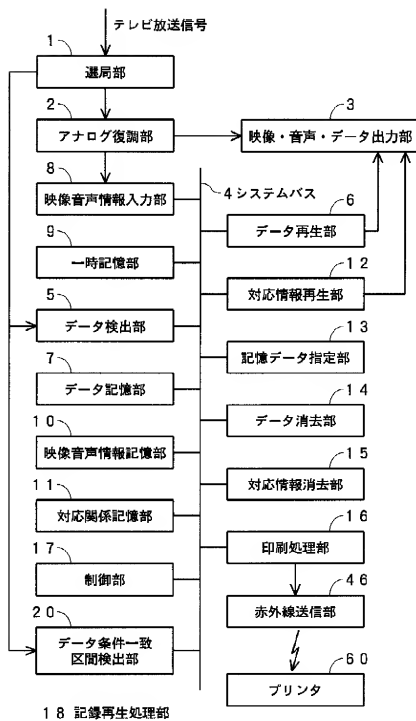 テレビ放送信号
1
選局部
2
アナログ復調部
3
映像・音声・データ出力部
8
映像音声情報入力部
4 システムバス
6
データ再生部
9
一時記憶部
12
対応情報再生部
5
データ検出部
13
記憶データ指定部
7
データ記憶部
14
データ消去部
10
映像音声情報記憶部
15
対応情報消去部
11
対応関係記憶部
16
印刷処理部
17
制御部
46
赤外線送信部
20
データ条件一致
区間検出部
60
プリンタ
18 記録再生処理部